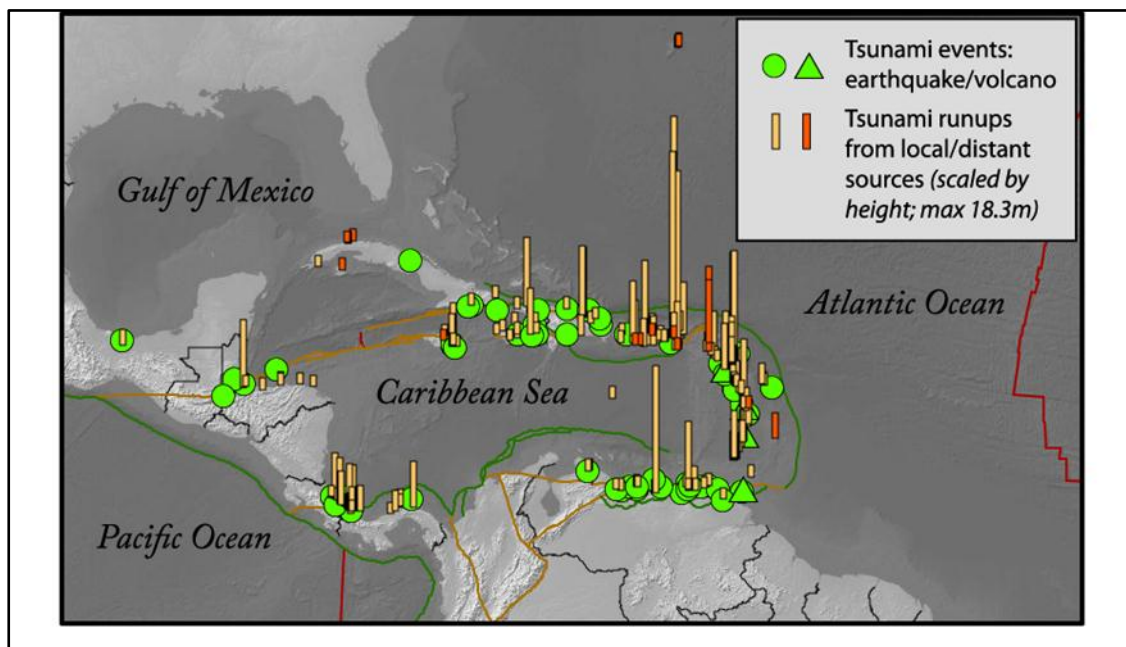 Tsunami events:
earthquake/volcano
Tsunami runups
from local/distant
sources (scaled by
height; max 18.3m)
Gulf of Mexico
Atlantic Ocean
Caribbean Sea
Pacific Ocean